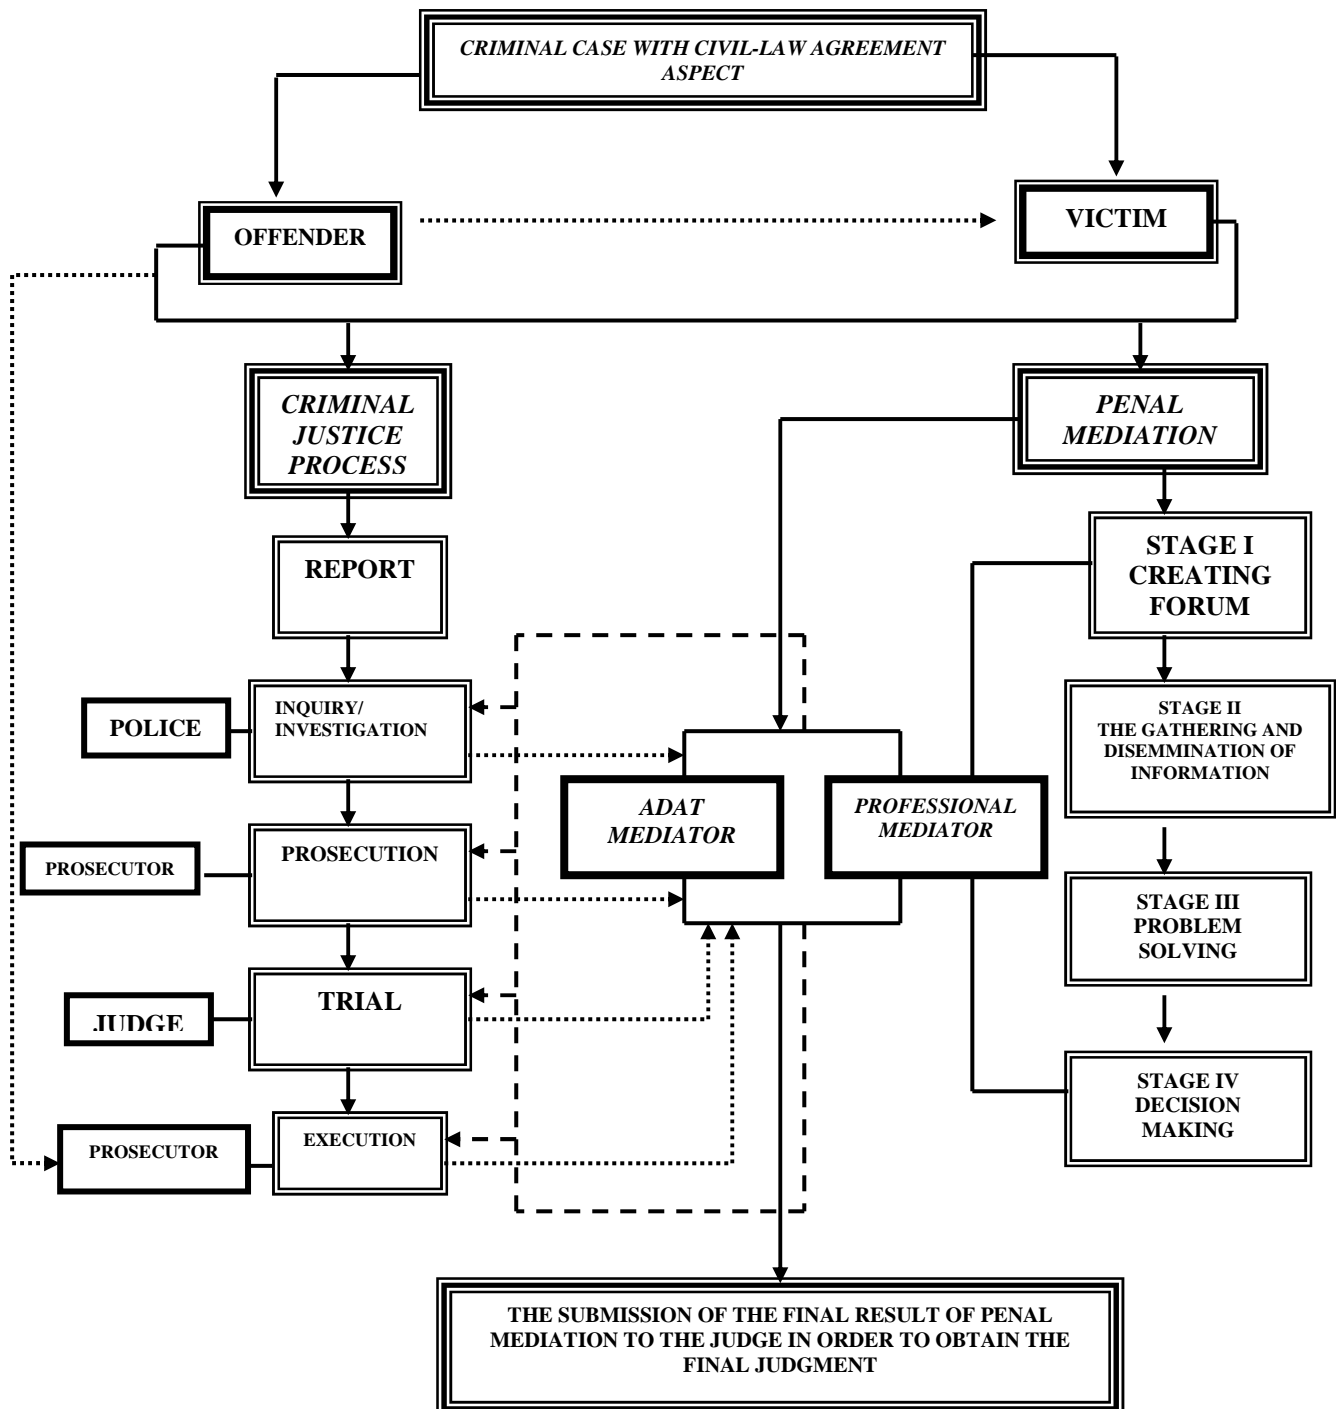 CRIMINAL CASE WITH CIVIL-LAW AGREEMENT
ASPECT
OFFENDER
VICTIM
CRIMINAL
JUSTICE
PROCESS
PENAL
MEDIATION
REPORT
STAGE I
CREATING
FORUM
POLICE
INQUIRY/
INVESTIGATION
STAGE II
THE GATHERING AND
DISEMMINATION OF
INFORMATION
ADAT
MEDIATOR
PROFESSIONAL
MEDIATOR
PROSECUTOR
PROSECUTION
STAGE III
PROBLEM
SOLVING
JUDGE
TRIAL
STAGE IV
DECISION
MAKING
PROSECUTOR
EXECUTION
THE SUBMISSION OF THE FINAL RESULT OF PENAL
MEDIATION TO THE JUDGE IN ORDER TO OBTAIN THE
FINAL JUDGMENT